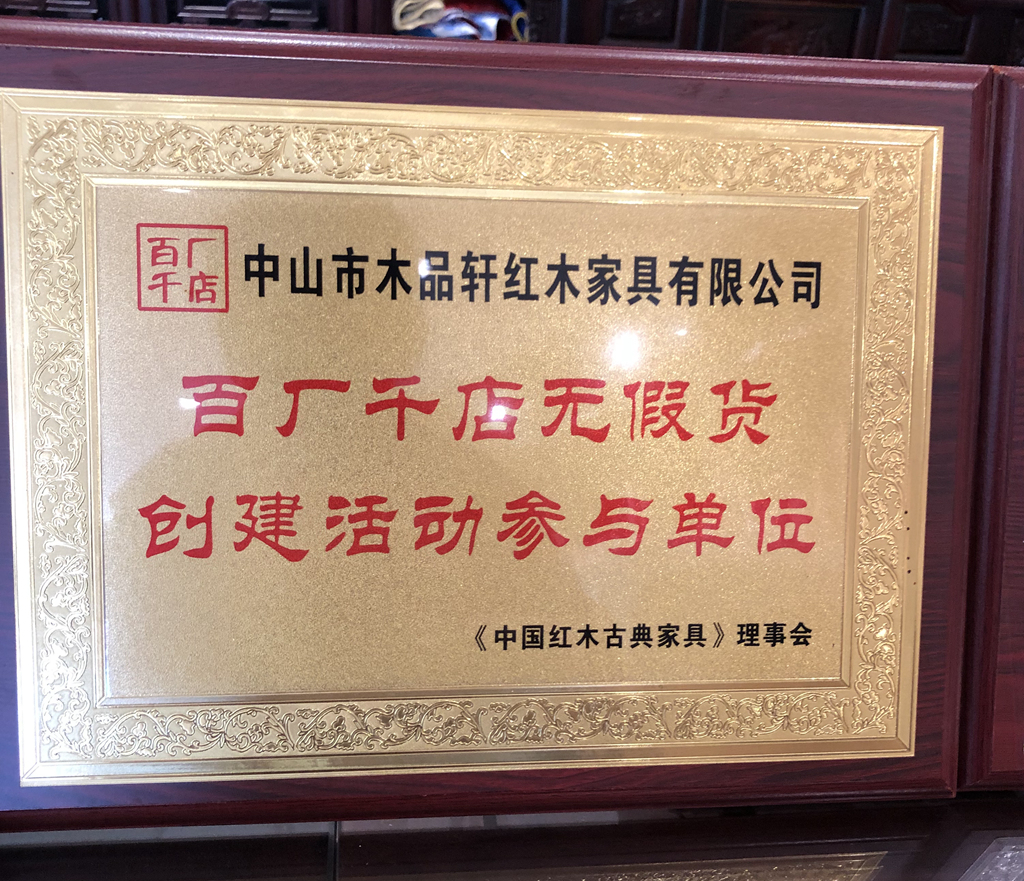 百厂
千店
中山市木品轩红木家具有限公司
百厂千店无假货
创建活动参与单位
《中国红木古典家具》理事会